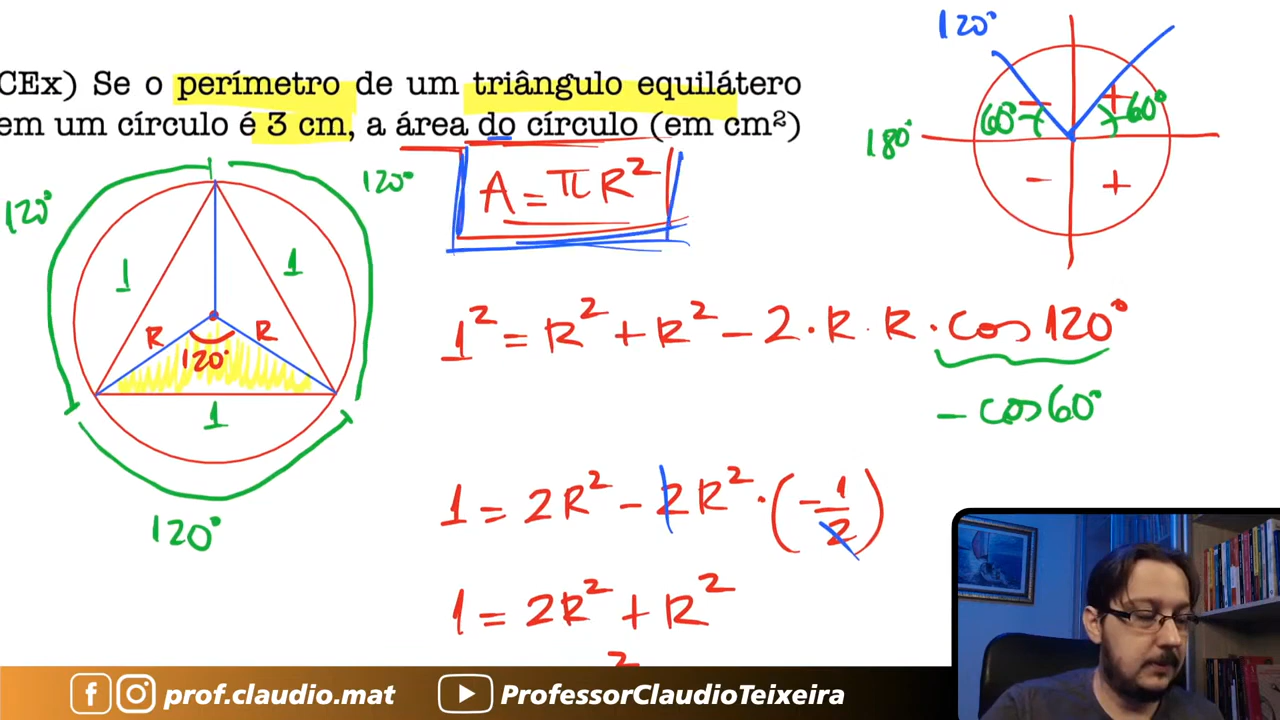 CEx) Se o perímetro de um triângulo equilátero
em um círculo é 3 cm, a área do círculo (em cm²)
A = πR²
120°
180°
60°
60°
- +
- +
120°
120°
1
1
R
R
120°
1
120°
1² = R² + R² - 2 · R · R · cos 120°
- cos 60°
1 = 2R² - 2R² · (-1/2)
1 = 2R² + R²
2
prof.claudio.mat
ProfessorClaudioTeixeira